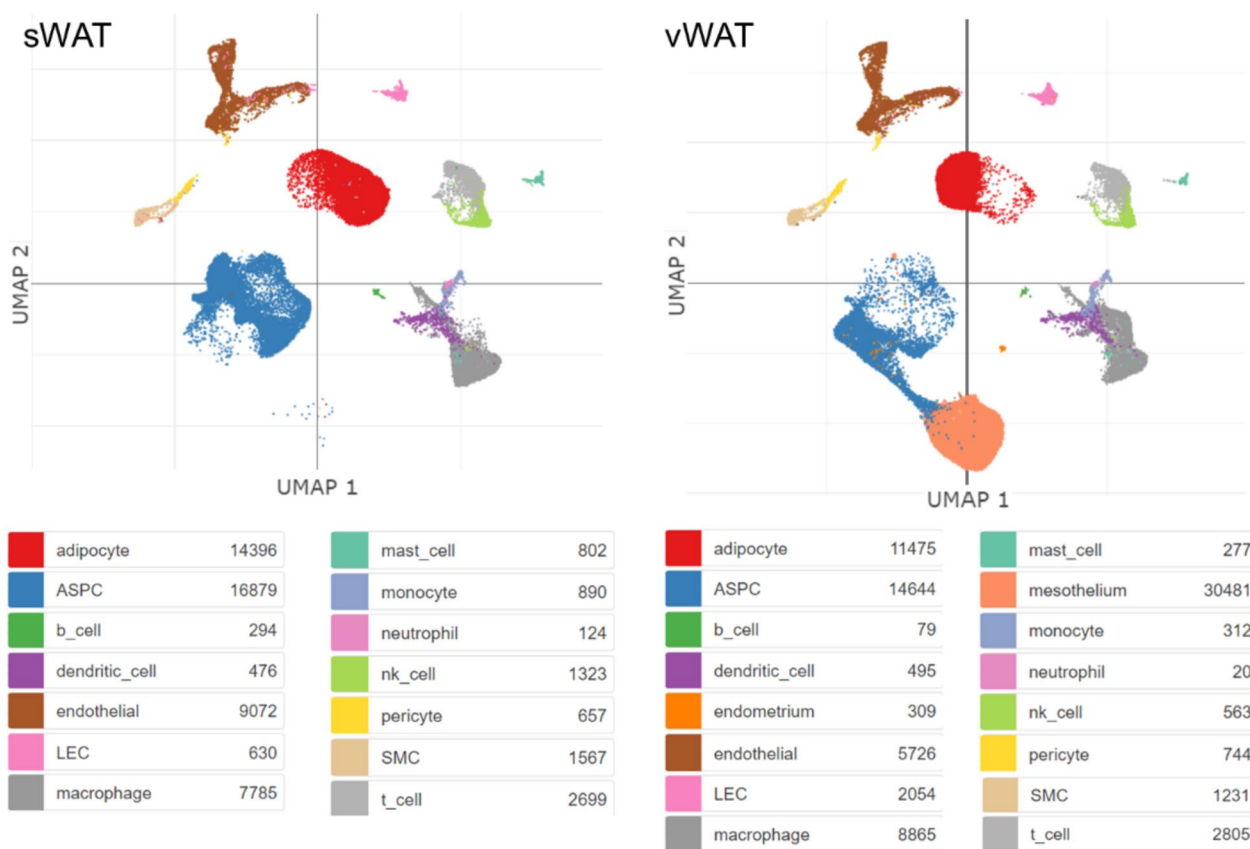 sWAT
vWAT
UMAP 2
UMAP 1
UMAP 2
UMAP 1
adipocyte 14396
ASPC 16879
b_cell 294
dendritic_cell 476
endothelial 9072
LEC 630
macrophage 7785
mast_cell 802
monocyte 890
neutrophil 124
nk_cell 1323
pericyte 657
SMC 1567
t_cell 2699
adipocyte 11475
ASPC 14644
b_cell 79
dendritic_cell 495
endometrium 309
endothelial 5726
LEC 2054
macrophage 8865
mast_cell 277
mesothelium 30481
monocyte 312
neutrophil 20
nk_cell 563
pericyte 744
SMC 1231
t_cell 2805